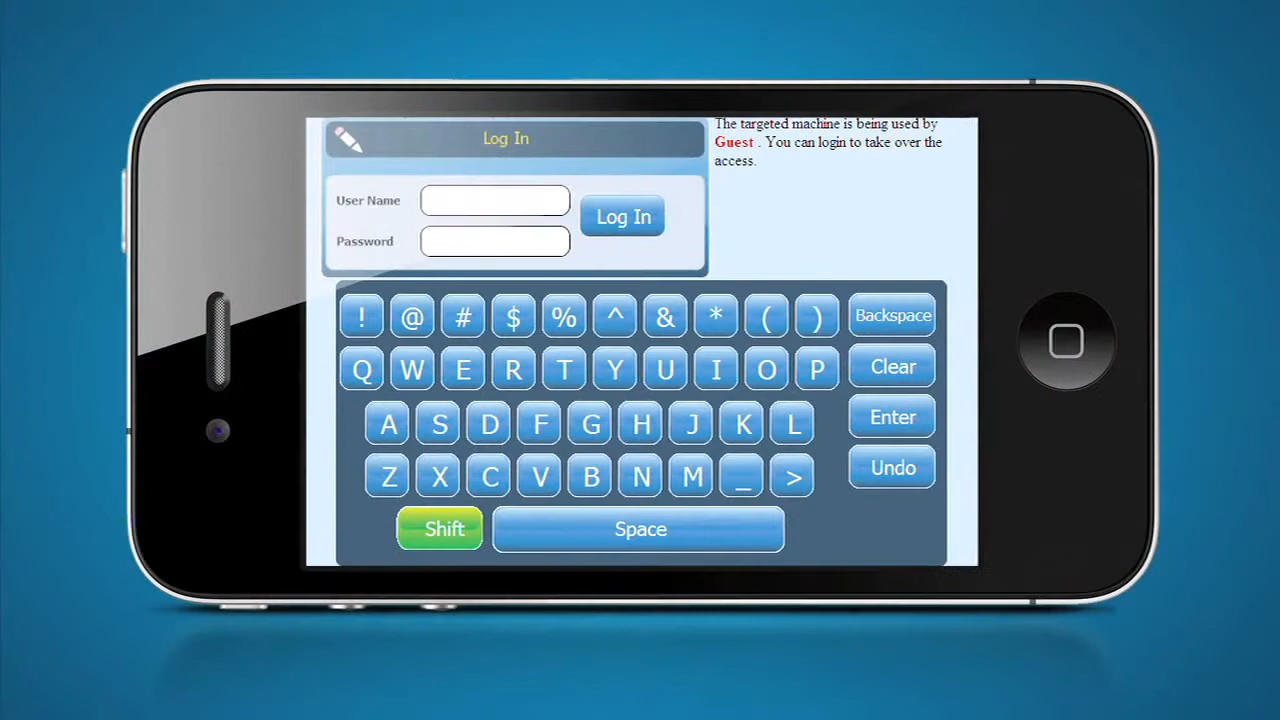 Log In
The targeted machine is being used by
Guest . You can login to take over the
access.
User Name
Log In
Password
! @ # $ % ^ & * ( ) Backspace
Q W E R T Y U I O P Clear
A S D F G H J K L Enter
Z X C V B N M _ > Undo
Shift Space